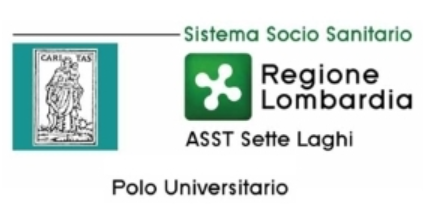 Sistema Socio Sanitario
CARITAS
Regione
Lombardia
ASST Sette Laghi
Polo Universitario